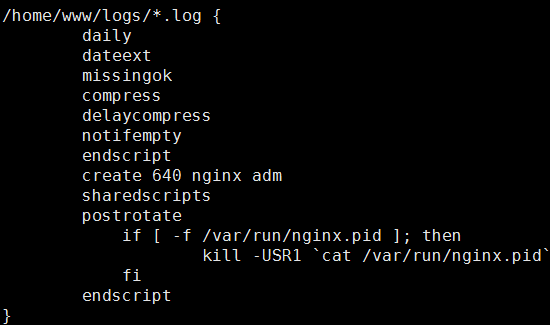 /home/www/logs/*.log {
daily
dateext
missingok
compress
delaycompress
notifempty
endscript
create 640 nginx adm
sharedscripts
postrotate
if [ -f /var/run/nginx.pid ]; then
kill -USR1 `cat /var/run/nginx.pid`
fi
endscript
}